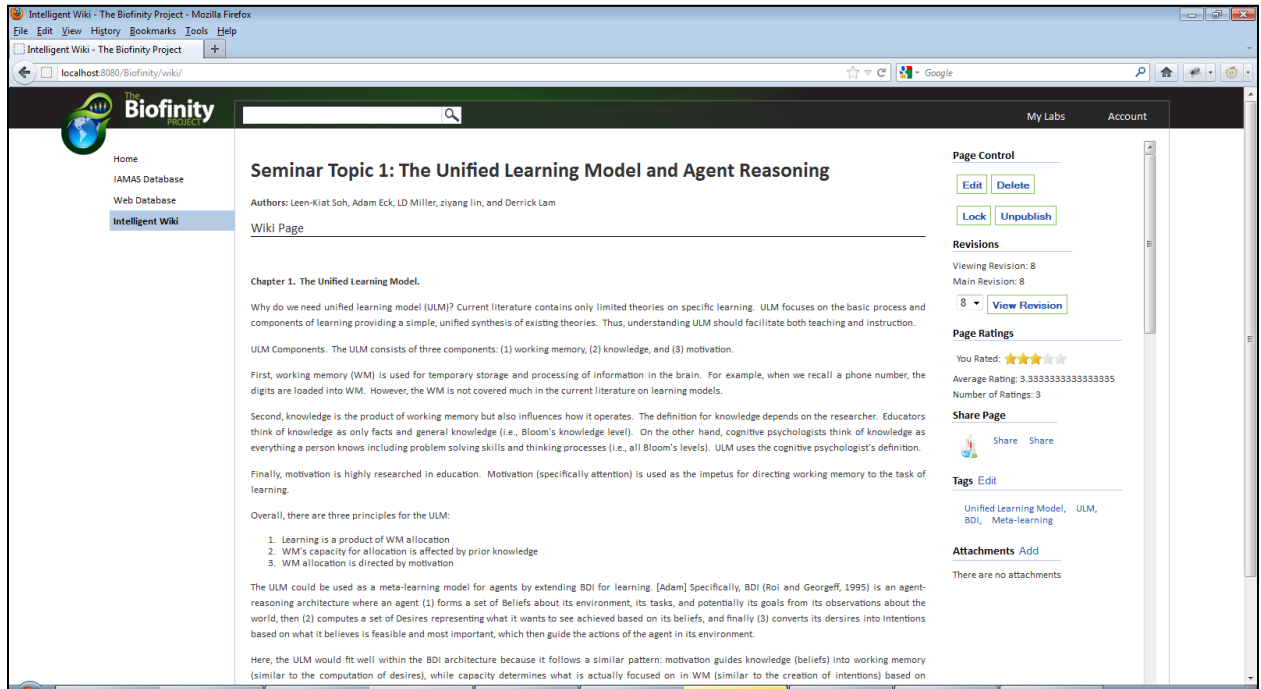 Intelligent Wiki - The Biofinity Project - Mozilla Firefox
File Edit View History Bookmarks Tools Help
Intelligent Wiki - The Biofinity Project +
localhost:8080/Biofinity/wiki/
Google
The
Biofinity
PROJECT
My Labs Account
Home
IAMAS Database
Web Database
Intelligent Wiki
Seminar Topic 1: The Unified Learning Model and Agent Reasoning
Authors: Leen-Kiat Soh, Adam Eck, LD Miller, ziyang lin, and Derrick Lam
Wiki Page
Chapter 1. The Unified Learning Model.
Why do we need unified learning model (ULM)? Current literature contains only limited theories on specific learning. ULM focuses on the basic process and
components of learning providing a simple, unified synthesis of existing theories. Thus, understanding ULM should facilitate both teaching and instruction.
ULM Components. The ULM consists of three components: (1) working memory, (2) knowledge, and (3) motivation.
First, working memory (WM) is used for temporary storage and processing of information in the brain. For example, when we recall a phone number, the
digits are loaded into WM. However, the WM is not covered much in the current literature on learning models.
Second, knowledge is the product of working memory but also influences how it operates. The definition for knowledge depends on the researcher. Educators
think of knowledge as only facts and general knowledge (i.e., Bloom's knowledge level). On the other hand, cognitive psychologists think of knowledge as
everything a person knows including problem solving skills and thinking processes (i.e., all Bloom's levels). ULM uses the cognitive psychologist's definition.
Finally, motivation is highly researched in education. Motivation (specifically attention) is used as the impetus for directing working memory to the task of
learning.
Overall, there are three principles for the ULM:
1. Learning is a product of WM allocation
2. WM's capacity for allocation is affected by prior knowledge
3. WM allocation is directed by motivation
The ULM could be used as a meta-learning model for agents by extending BDI for learning. [Adam] Specifically, BDI (Roi and Georgeff, 1995) is an agent-
reasoning architecture where an agent (1) forms a set of Beliefs about its environment, its tasks, and potentially its goals from its observations about the
world, then (2) computes a set of Desires representing what it wants to see achieved based on its beliefs, and finally (3) converts its dersires into Intentions
based on what it believes is feasible and most important, which then guide the actions of the agent in its environment.
Here, the ULM would fit well within the BDI architecture because it follows a similar pattern: motivation guides knowledge (beliefs) into working memory
(similar to the computation of desires), while capacity determines what is actually focused on in WM (similar to the creation of intentions) based on
Page Control
Edit Delete
Lock Unpublish
Revisions
Viewing Revision: 8
Main Revision: 8
8 View Revision
Page Ratings
You Rated:
Average Rating: 3.3333333333333335
Number of Ratings: 3
Share Page
Share Share
Tags Edit
Unified Learning Model, ULM,
BDI, Meta-learning
Attachments Add
There are no attachments